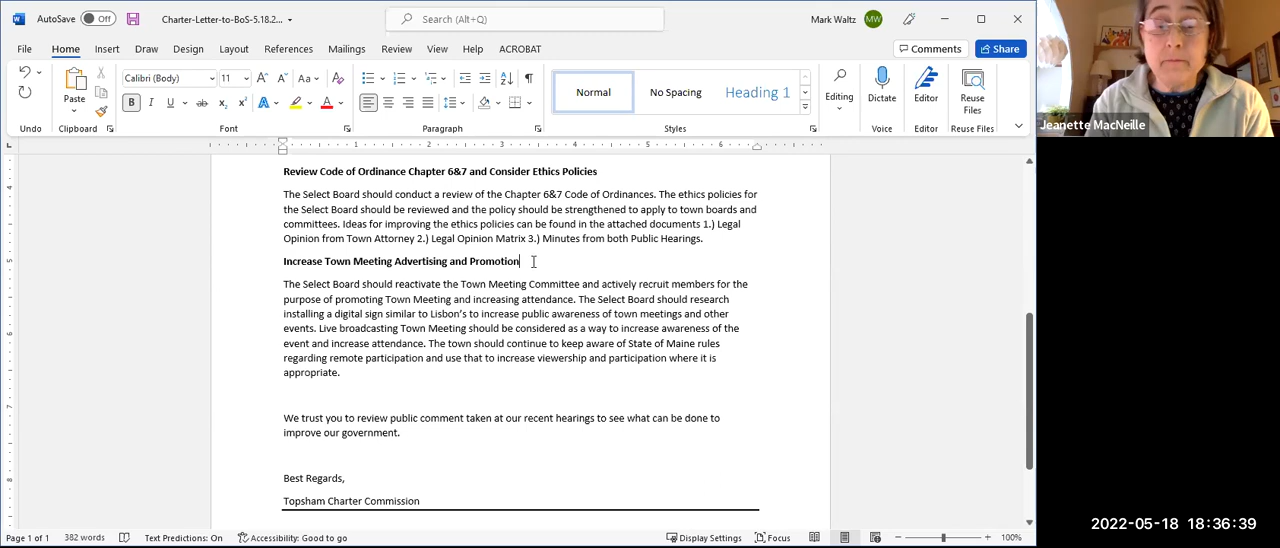 AutoSave Off Charter-Letter-to-BoS-5.18.2... Search (Alt+Q) Mark Waltz MW
File Home Insert Draw Design Layout References Mailings Review View Help ACROBAT Comments Share
Calibri (Body) 11 Aa
Paste B I U ab x₂ x² A A Normal No Spacing Heading 1 Editing Dictate Editor Reuse Files
Undo Clipboard Font Paragraph Styles Voice Editor Reuse Files
Jeanette MacNeille
1 2 3 4 5 6 7
Review Code of Ordinance Chapter 6&7 and Consider Ethics Policies
The Select Board should conduct a review of the Chapter 6&7 Code of Ordinances. The ethics policies for
the Select Board should be reviewed and the policy should be strengthened to apply to town boards and
committees. Ideas for improving the ethics policies can be found in the attached documents 1.) Legal
Opinion from Town Attorney 2.) Legal Opinion Matrix 3.) Minutes from both Public Hearings.
Increase Town Meeting Advertising and Promotion
The Select Board should reactivate the Town Meeting Committee and actively recruit members for the
purpose of promoting Town Meeting and increasing attendance. The Select Board should research
installing a digital sign similar to Lisbon's to increase public awareness of town meetings and other
events. Live broadcasting Town Meeting should be considered as a way to increase awareness of the
event and increase attendance. The town should continue to keep aware of State of Maine rules
regarding remote participation and use that to increase viewership and participation where it is
appropriate.
We trust you to review public comment taken at our recent hearings to see what can be done to
improve our government.
Best Regards,
Topsham Charter Commission
Page 1 of 1 382 words Text Predictions: On Accessibility: Good to go Display Settings Focus 100%
2022-05-18 18:36:39